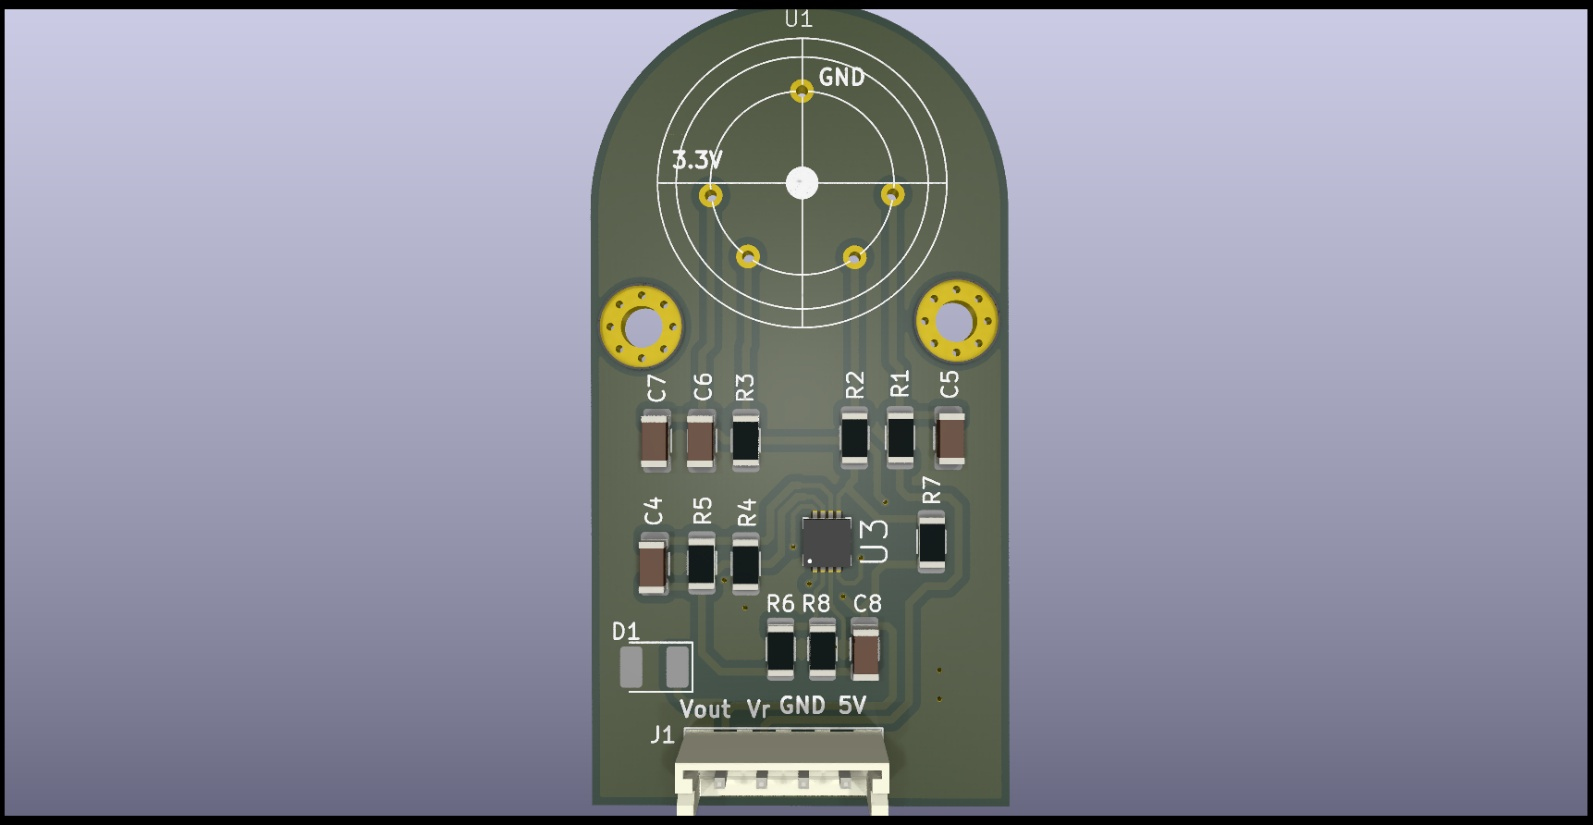 U1
GND
3.3V
C7 C6 R3 R2 R1 C5
C4 R5 R4 U3 R7
R6 R8 C8
D1
Vout Vr GND 5V
J1